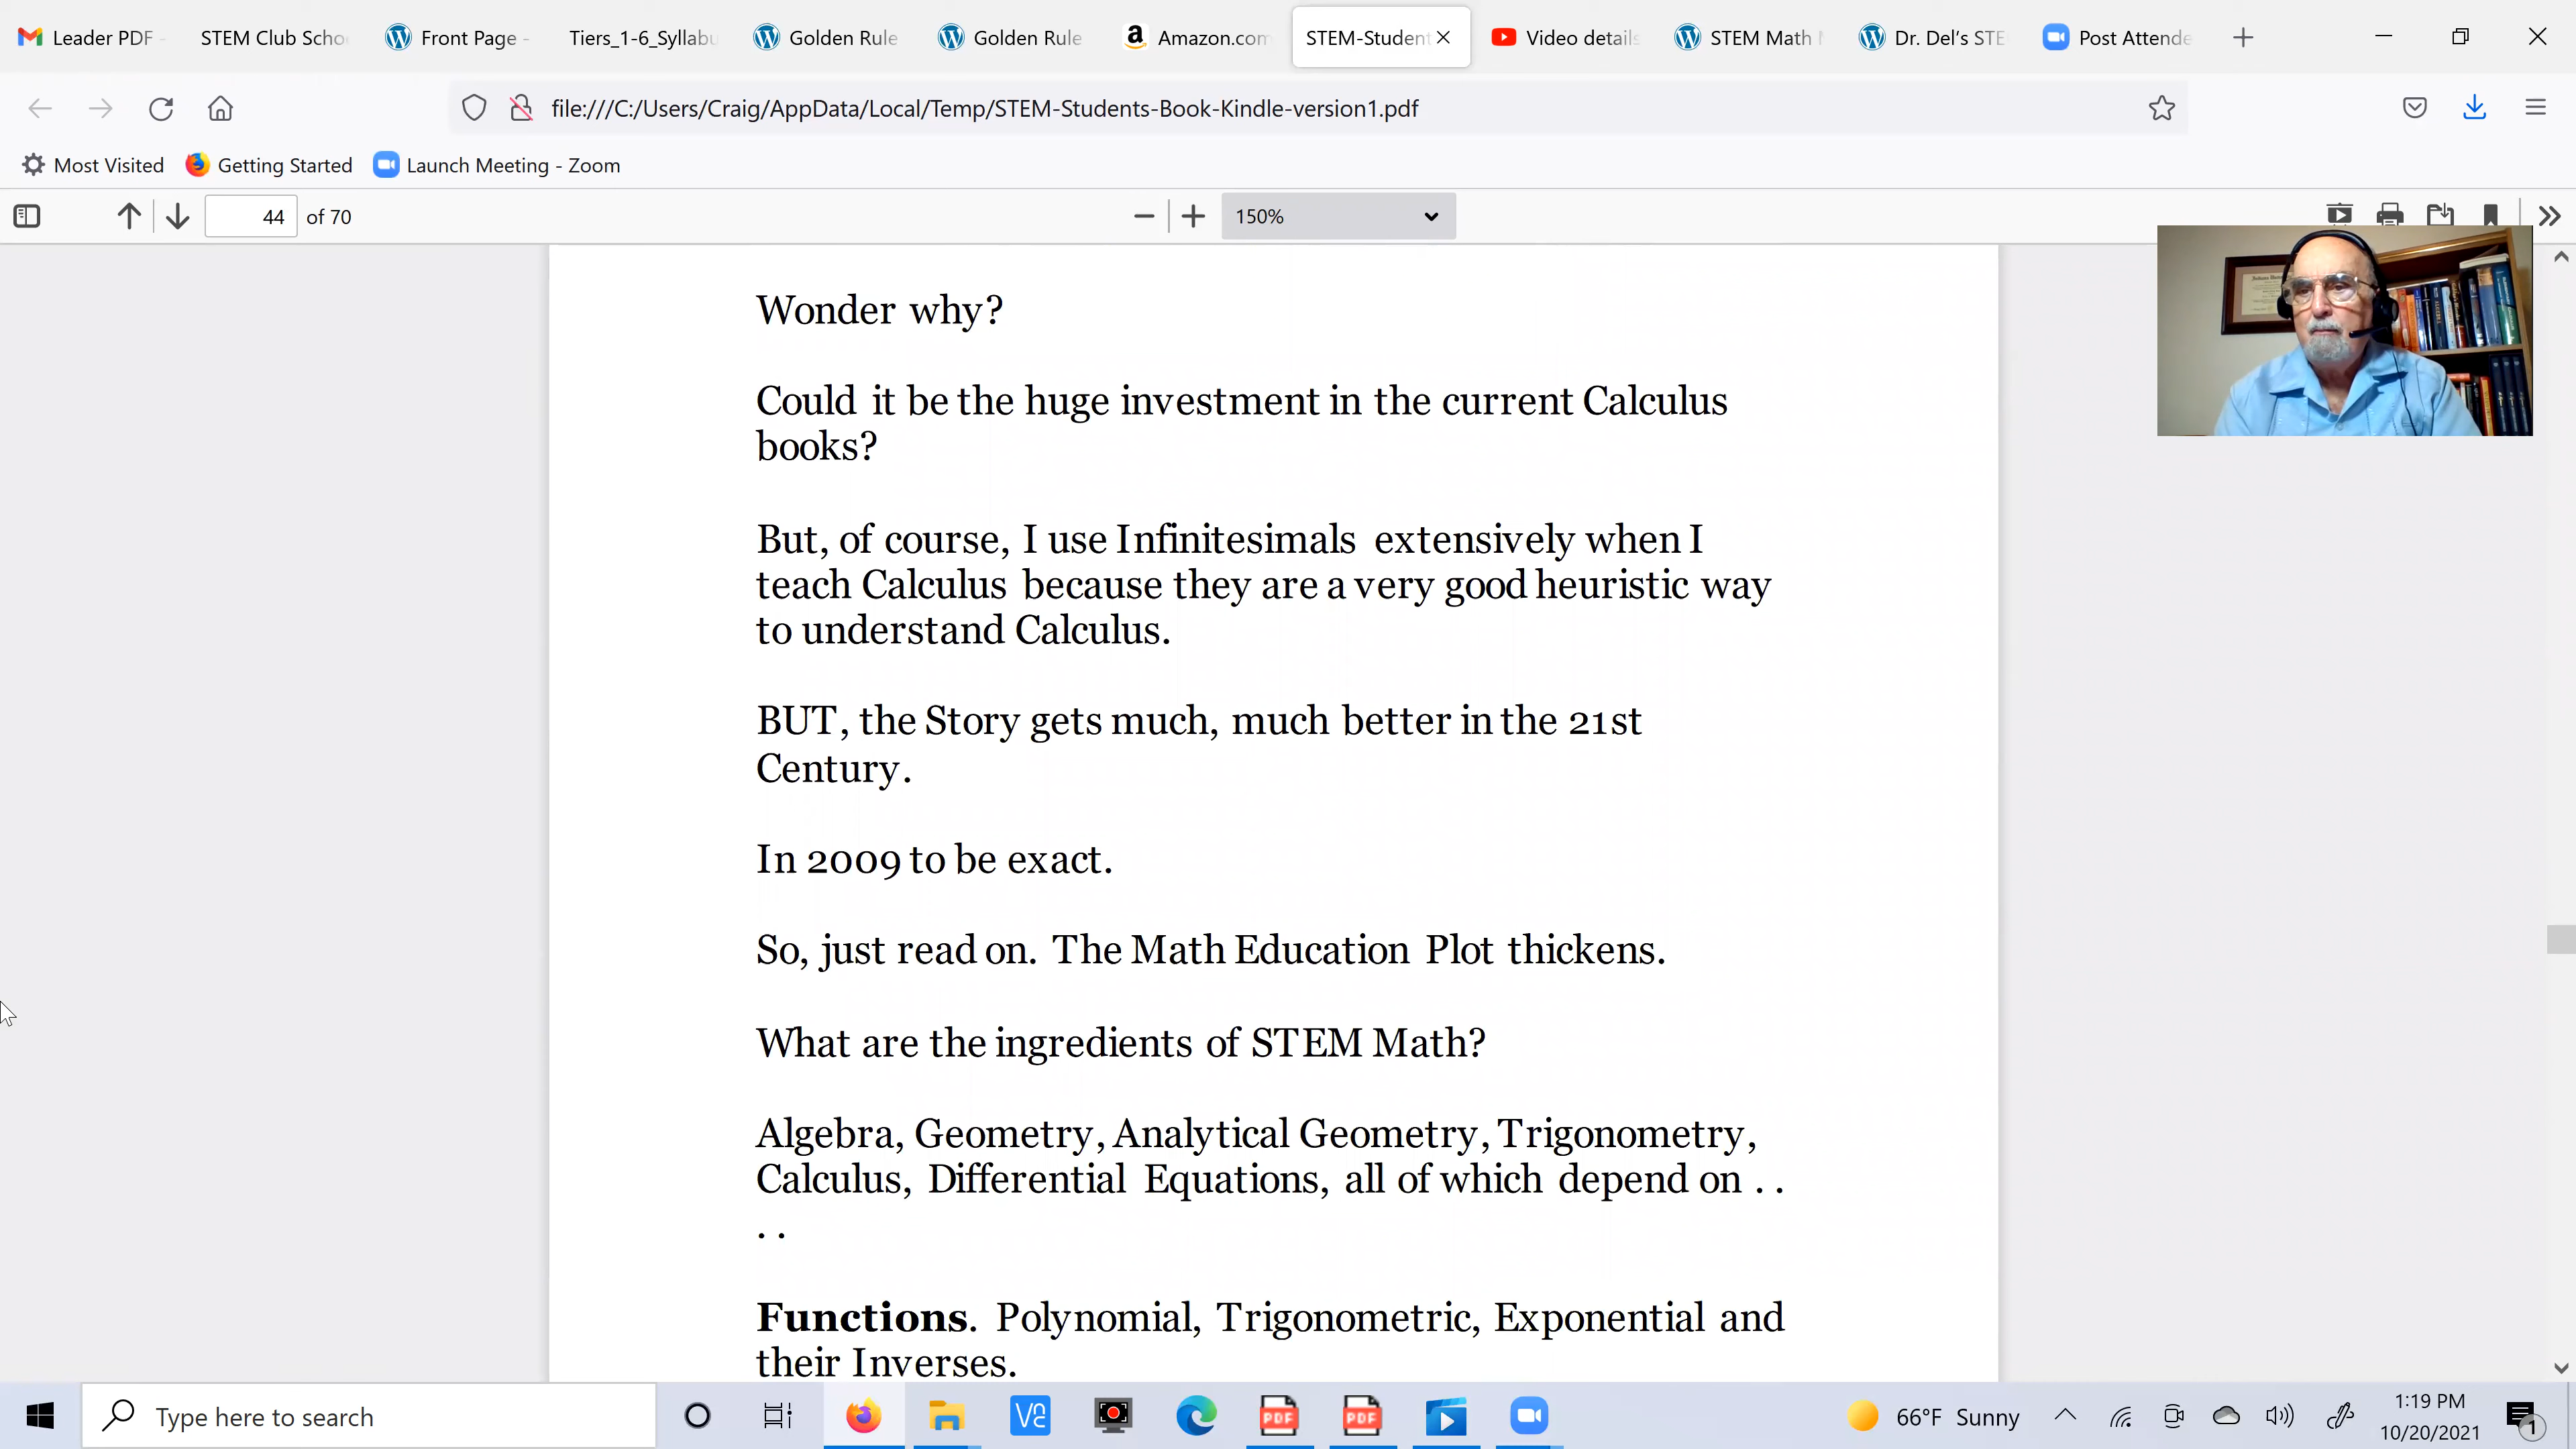 Leader PDF
STEM Club Scho
Front Page -
Tiers_1-6_Syllabu
Golden Rule
Golden Rule
Amazon.com
STEM-Student
Video details
STEM Math
Dr. Del's STE
Post Attende
file:///C:/Users/Craig/AppData/Local/Temp/STEM-Students-Book-Kindle-version1.pdf
Most Visited
Getting Started
Launch Meeting - Zoom
44 of 70
150%
Wonder why?
Could it be the huge investment in the current Calculus
books?
But, of course, I use Infinitesimals extensively when I
teach Calculus because they are a very good heuristic way
to understand Calculus.
BUT, the Story gets much, much better in the 21st
Century.
In 2009 to be exact.
So, just read on. The Math Education Plot thickens.
What are the ingredients of STEM Math?
Algebra, Geometry, Analytical Geometry, Trigonometry,
Calculus, Differential Equations, all of which depend on . .
. .
Functions. Polynomial, Trigonometric, Exponential and
their Inverses.
Type here to search
PDF
PDF
66°F Sunny
1:19 PM
10/20/2021
1